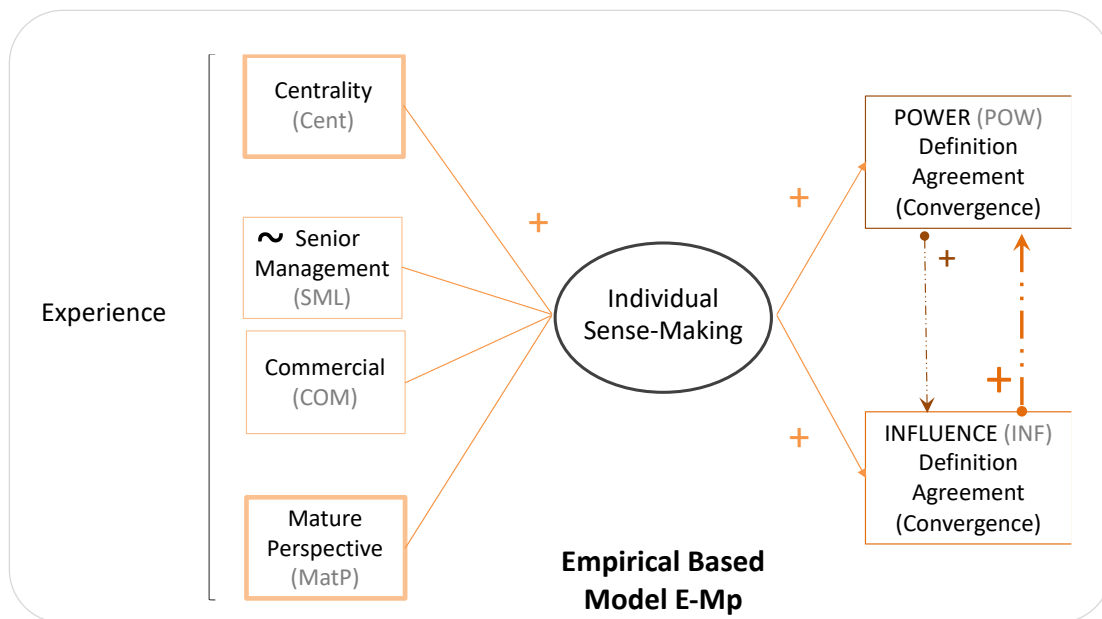 Experience
Centrality
(Cent)
~ Senior
Management
(SML)
Commercial
(COM)
Mature
Perspective
(MatP)
+
Individual
Sense-Making
+
+
POWER (POW)
Definition
Agreement
(Convergence)
+
+
INFLUENCE (INF)
Definition
Agreement
(Convergence)
Empirical Based
Model E-Mp